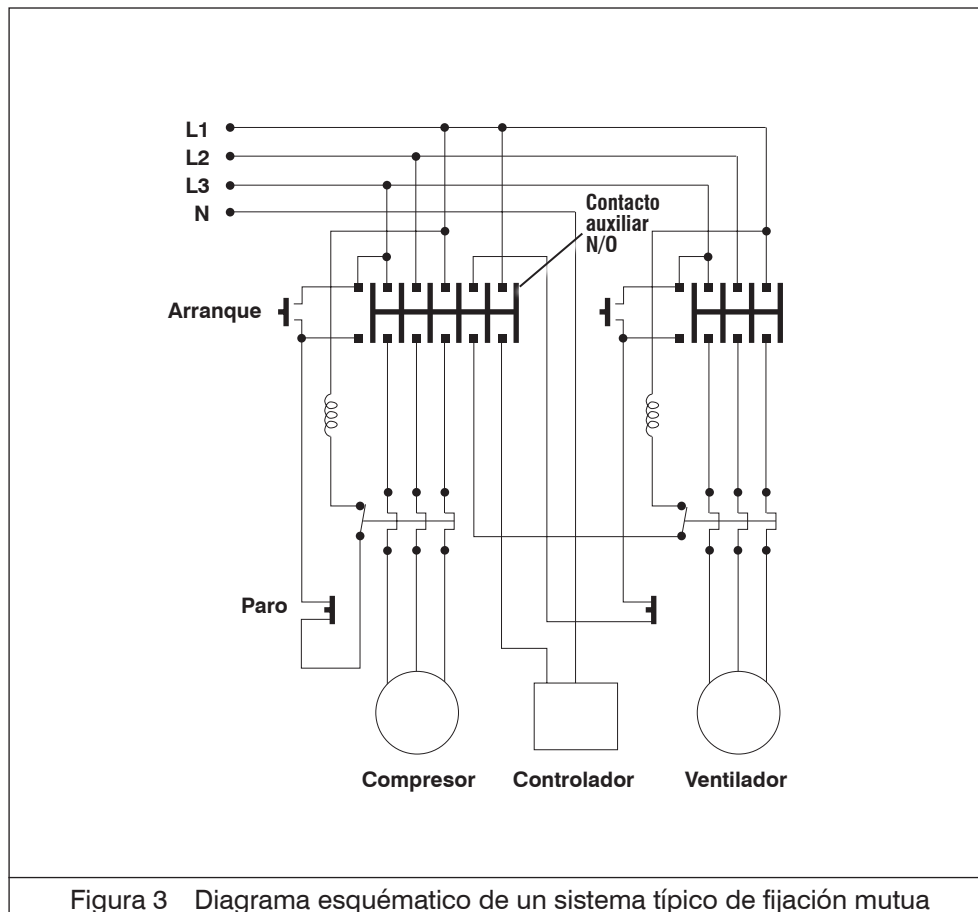 L1
L2
L3
N
Contacto
auxiliar
N/O
Arranque
Paro
Compresor
Controlador
Ventilador
Figura 3 Diagrama esquématico de un sistema típico de fijación mutua